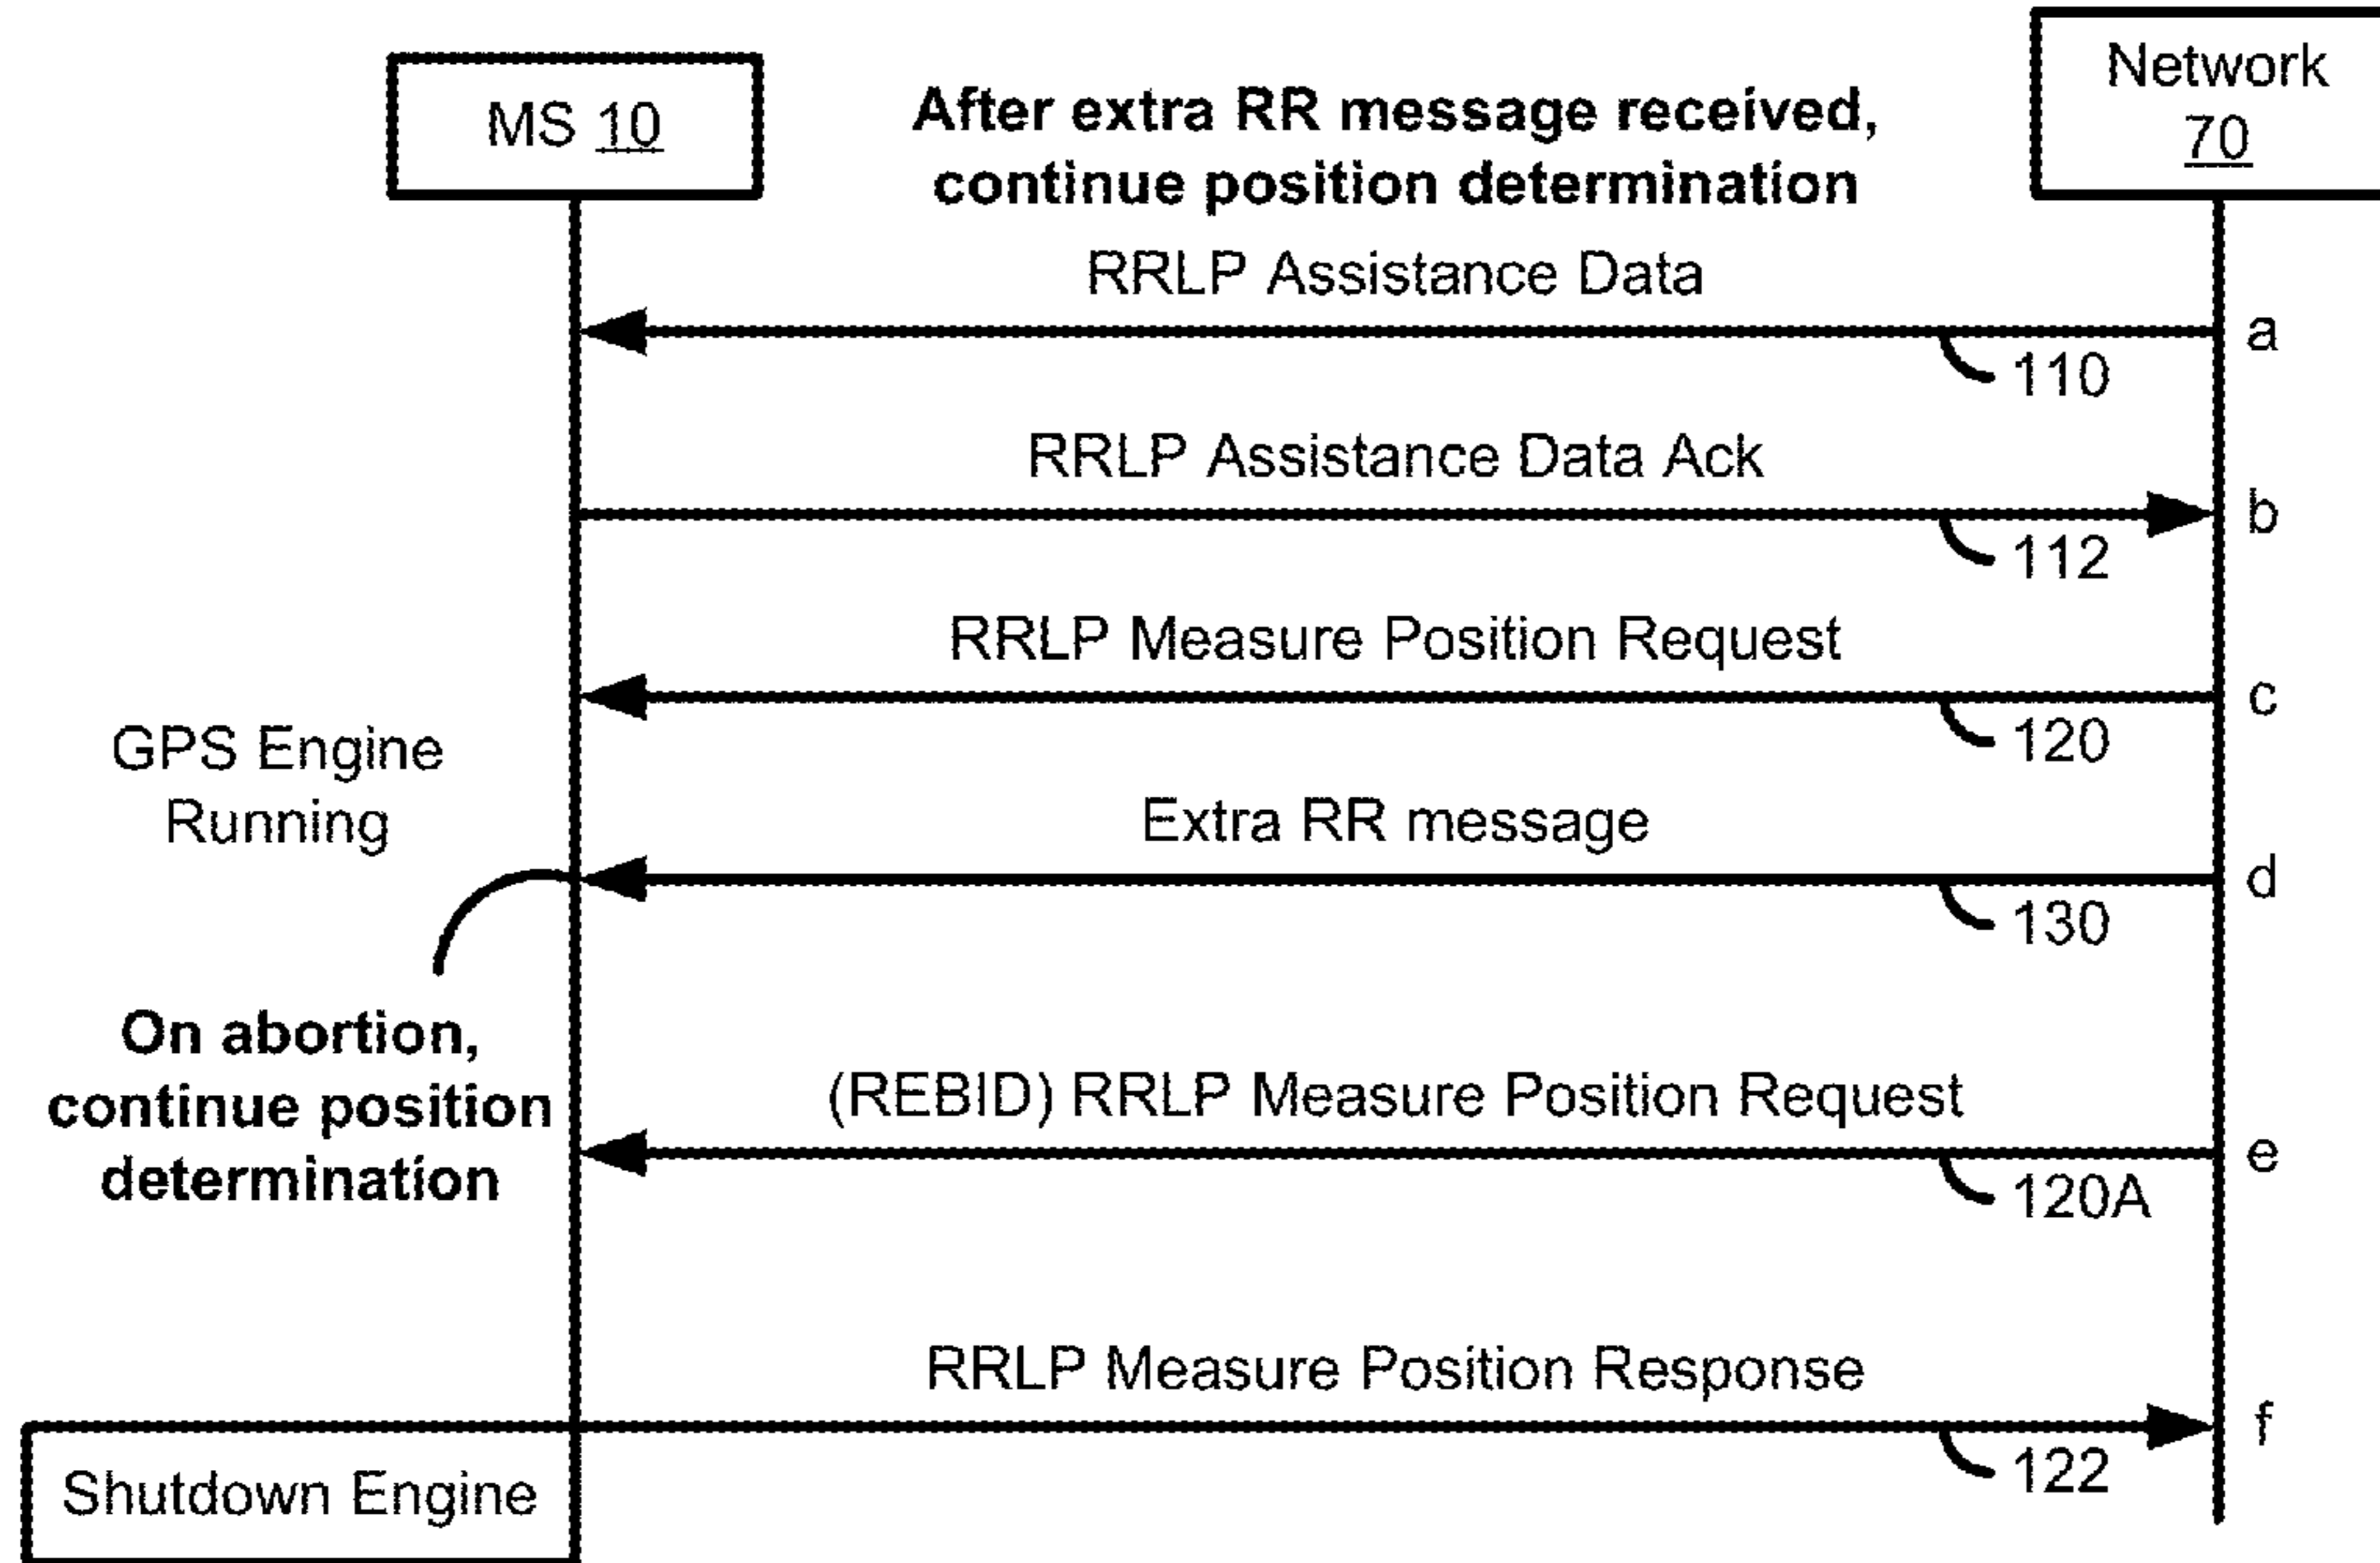 MS 10
After extra RR message received,
continue position determination
Network
70
RRLP Assistance Data
a
110
RRLP Assistance Data Ack
b
112
RRLP Measure Position Request
c
120
GPS Engine
Running
Extra RR message
d
130
On abortion,
continue position
determination
(REBID) RRLP Measure Position Request
e
120A
RRLP Measure Position Response
f
122
Shutdown Engine